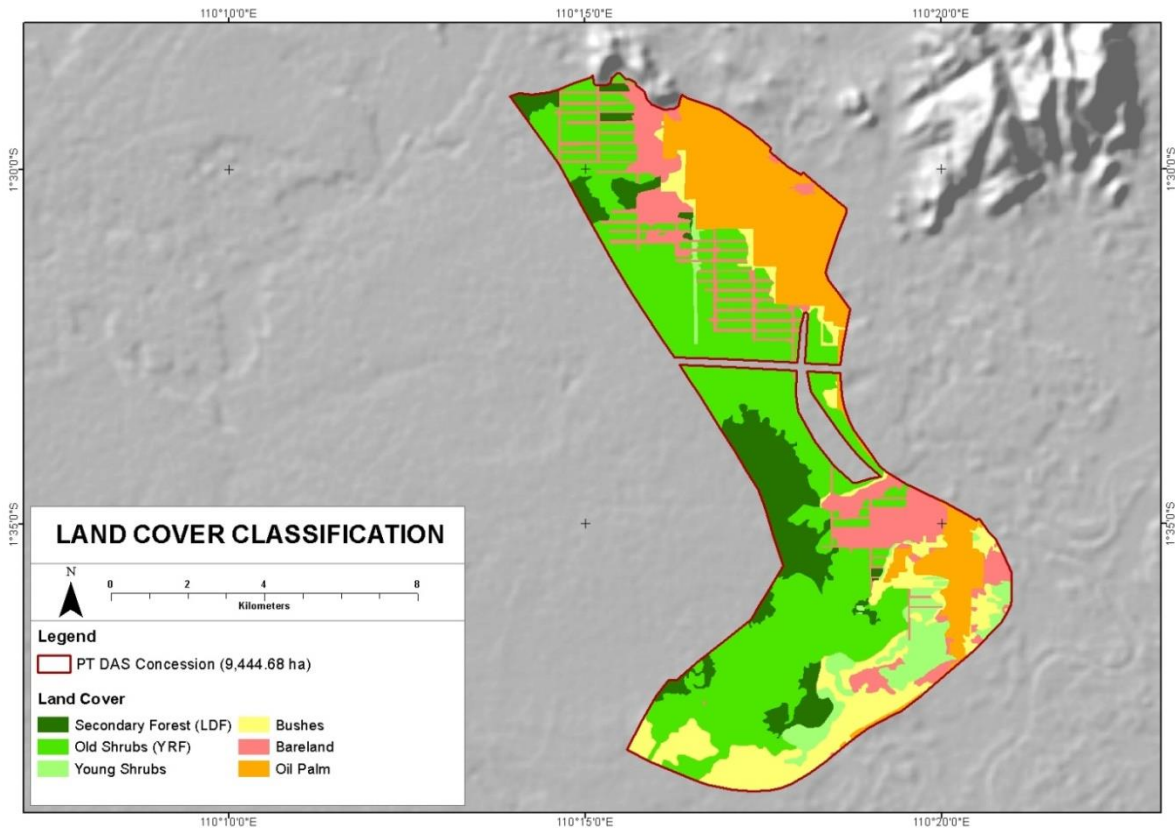 110°10'0"E 110°15'0"E 110°20'0"E
1°30'0"S 1°30'0"S
1°35'0"S 1°35'0"S
LAND COVER CLASSIFICATION
N
0 2 4 8
Kilometers
Legend
PT DAS Concession (9,444.68 ha)
Land Cover
Secondary Forest (LDF) Bushes
Old Shrubs (YRF) Bareland
Young Shrubs Oil Palm
110°10'0"E 110°15'0"E 110°20'0"E